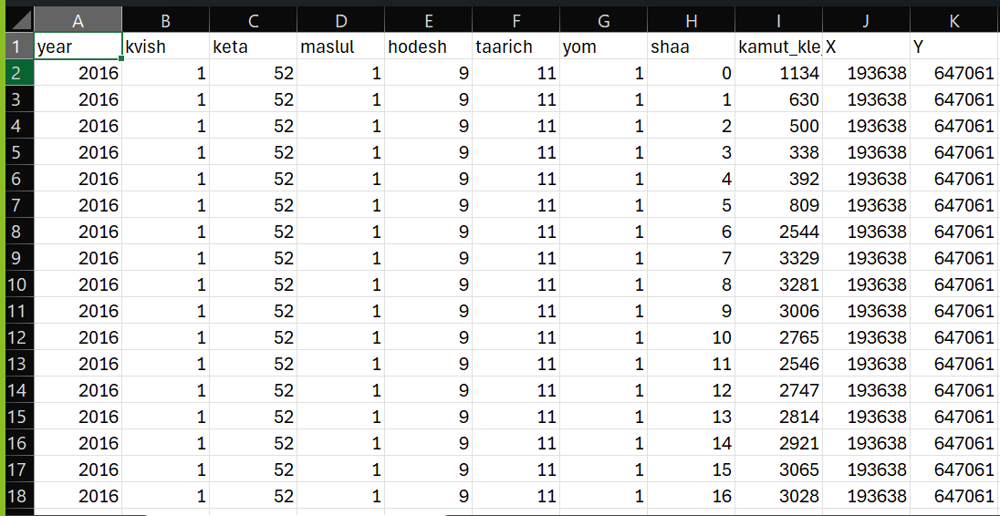 A B C D E F G H I J K
1 year kvish keta maslul hodesh taarich yom shaa kamut_kle X Y
2 2016 1 52 1 9 11 1 0 1134 193638 647061
3 2016 1 52 1 9 11 1 1 630 193638 647061
4 2016 1 52 1 9 11 1 2 500 193638 647061
5 2016 1 52 1 9 11 1 3 338 193638 647061
6 2016 1 52 1 9 11 1 4 392 193638 647061
7 2016 1 52 1 9 11 1 5 809 193638 647061
8 2016 1 52 1 9 11 1 6 2544 193638 647061
9 2016 1 52 1 9 11 1 7 3329 193638 647061
10 2016 1 52 1 9 11 1 8 3281 193638 647061
11 2016 1 52 1 9 11 1 9 3006 193638 647061
12 2016 1 52 1 9 11 1 10 2765 193638 647061
13 2016 1 52 1 9 11 1 11 2546 193638 647061
14 2016 1 52 1 9 11 1 12 2747 193638 647061
15 2016 1 52 1 9 11 1 13 2814 193638 647061
16 2016 1 52 1 9 11 1 14 2921 193638 647061
17 2016 1 52 1 9 11 1 15 3065 193638 647061
18 2016 1 52 1 9 11 1 16 3028 193638 647061